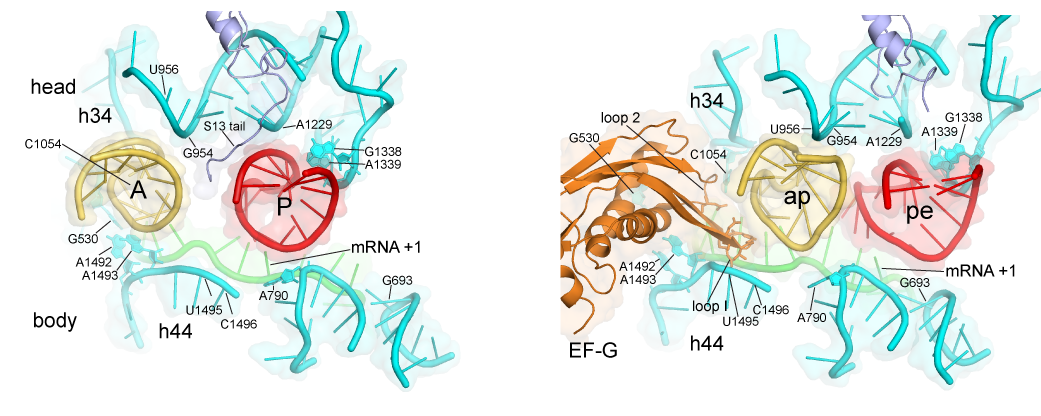 head
h34
U956
C1054
S13 tail
G954
A1229
G1338
A1339
A
P
G530
A1492
A1493
mRNA +1
A790
G693
U1495
C1496
body
h44
h34
loop 2
G530
C1054
U956
G954
A1229
G1338
A1339
ap
pe
A1492
A1493
mRNA +1
loop I
U1495
C1496
A790
G693
EF-G
h44